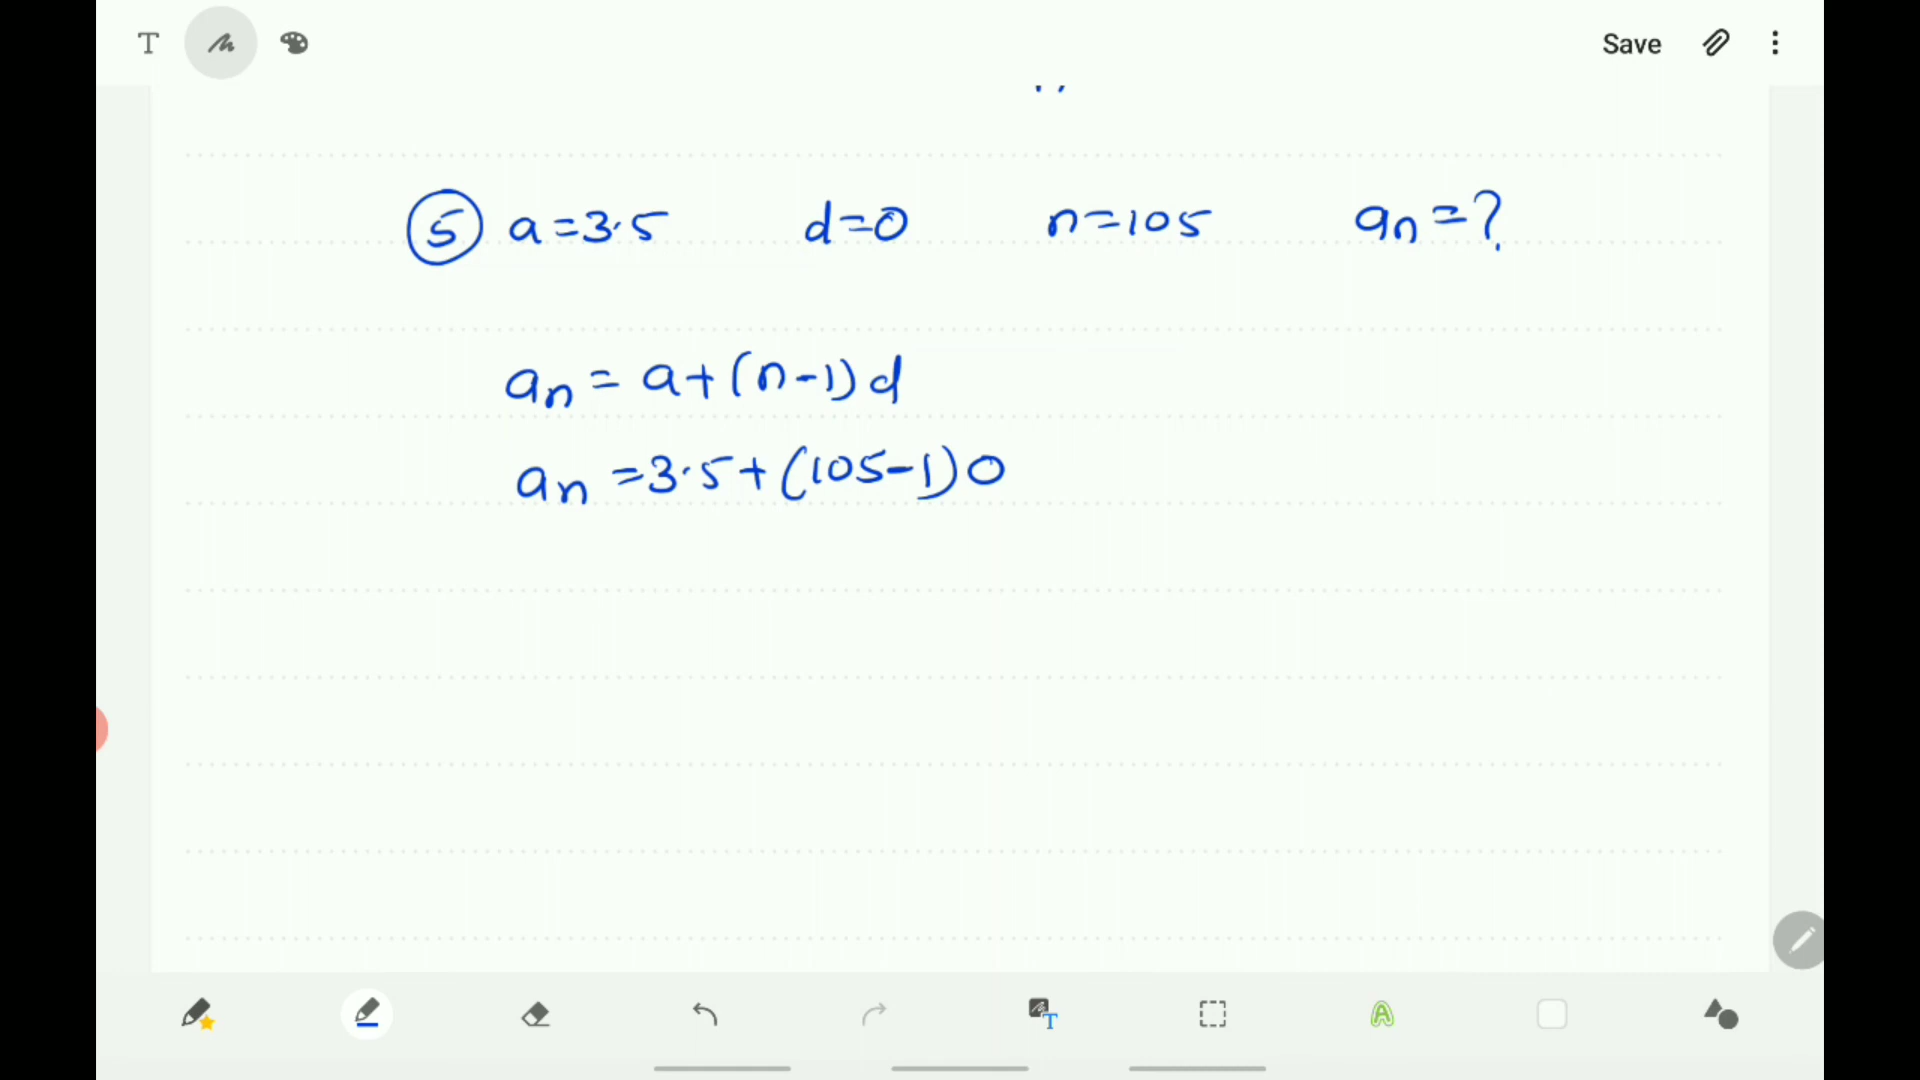 T Save
⑤ a=3.5 d=0 n=105 aₙ=?
aₙ = a+(n-1)d
aₙ =3.5+(105-1)0
T A